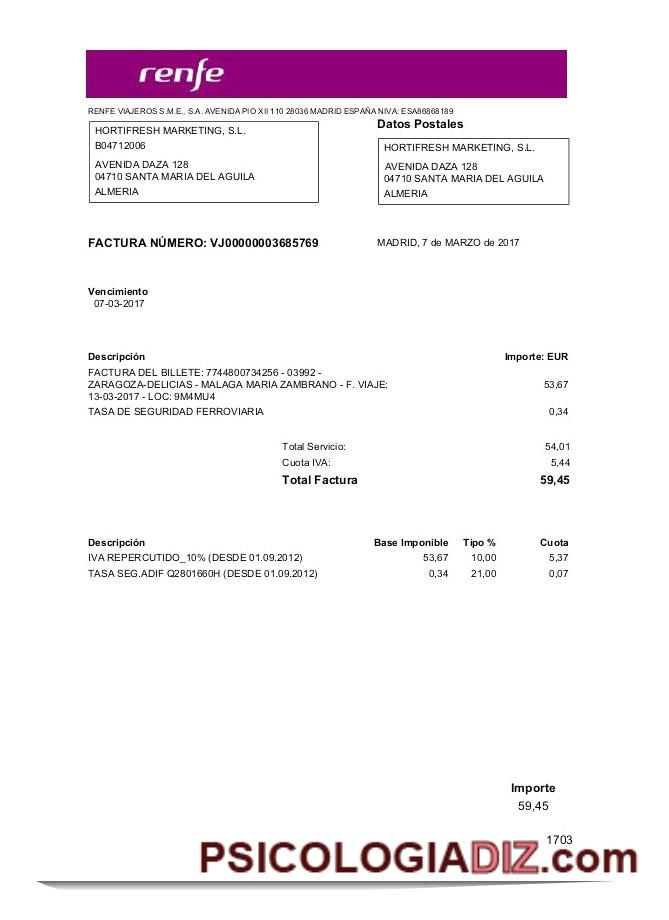 renfe
RENFE VIAJEROS S.M.E., S.A. AVENIDA PIO XII 110 28036 MADRID ESPAÑA NIVA: ESA86868189
HORTIFRESH MARKETING, S.L.
B04712006
AVENIDA DAZA 128
04710 SANTA MARIA DEL AGUILA
ALMERIA
Datos Postales
HORTIFRESH MARKETING, S.L.
AVENIDA DAZA 128
04710 SANTA MARIA DEL AGUILA
ALMERIA
FACTURA NÚMERO: VJ00000003685769
MADRID, 7 de MARZO de 2017
Vencimiento
07-03-2017
Descripción Importe: EUR
FACTURA DEL BILLETE: 7744800734256 - 03992 -
ZARAGOZA-DELICIAS - MALAGA MARIA ZAMBRANO - F. VIAJE: 53,67
13-03-2017 - LOC: 9M4MU4
TASA DE SEGURIDAD FERROVIARIA 0,34
Total Servicio: 54,01
Cuota IVA: 5,44
Total Factura 59,45
Descripción Base Imponible Tipo % Cuota
IVA REPERCUTIDO_10% (DESDE 01.09.2012) 53,67 10,00 5,37
TASA SEG.ADIF Q2801660H (DESDE 01.09.2012) 0,34 21,00 0,07
Importe
59,45
1703
PSICOLOGIADIZ.com